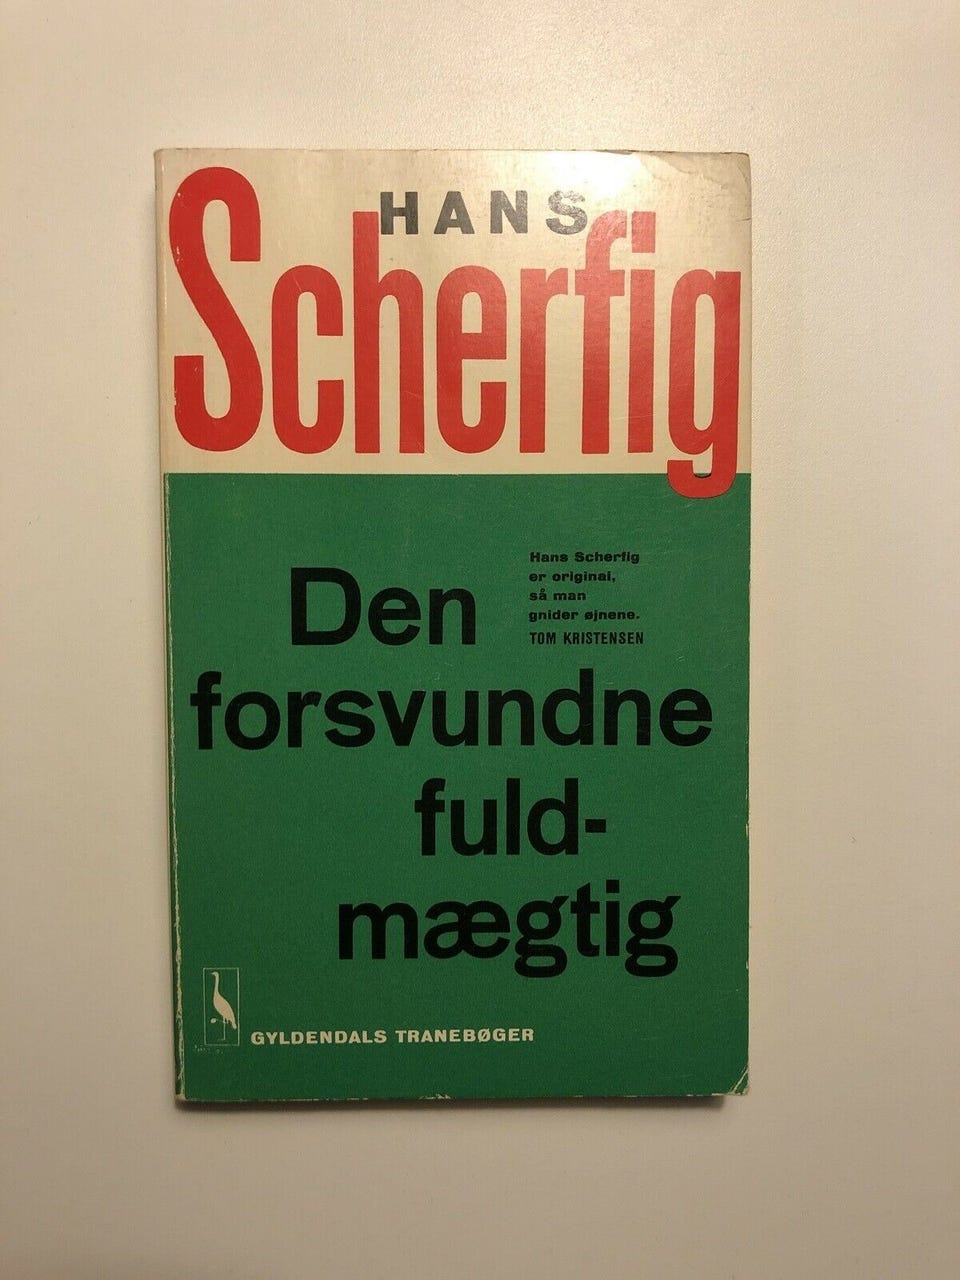 HANS
Scherfig
Hans Scherfig
er original,
så man
gnider øjnene.
TOM KRISTENSEN
Den
forsvundne
fuld-
mægtig
GYLDENDALS TRANEBØGER